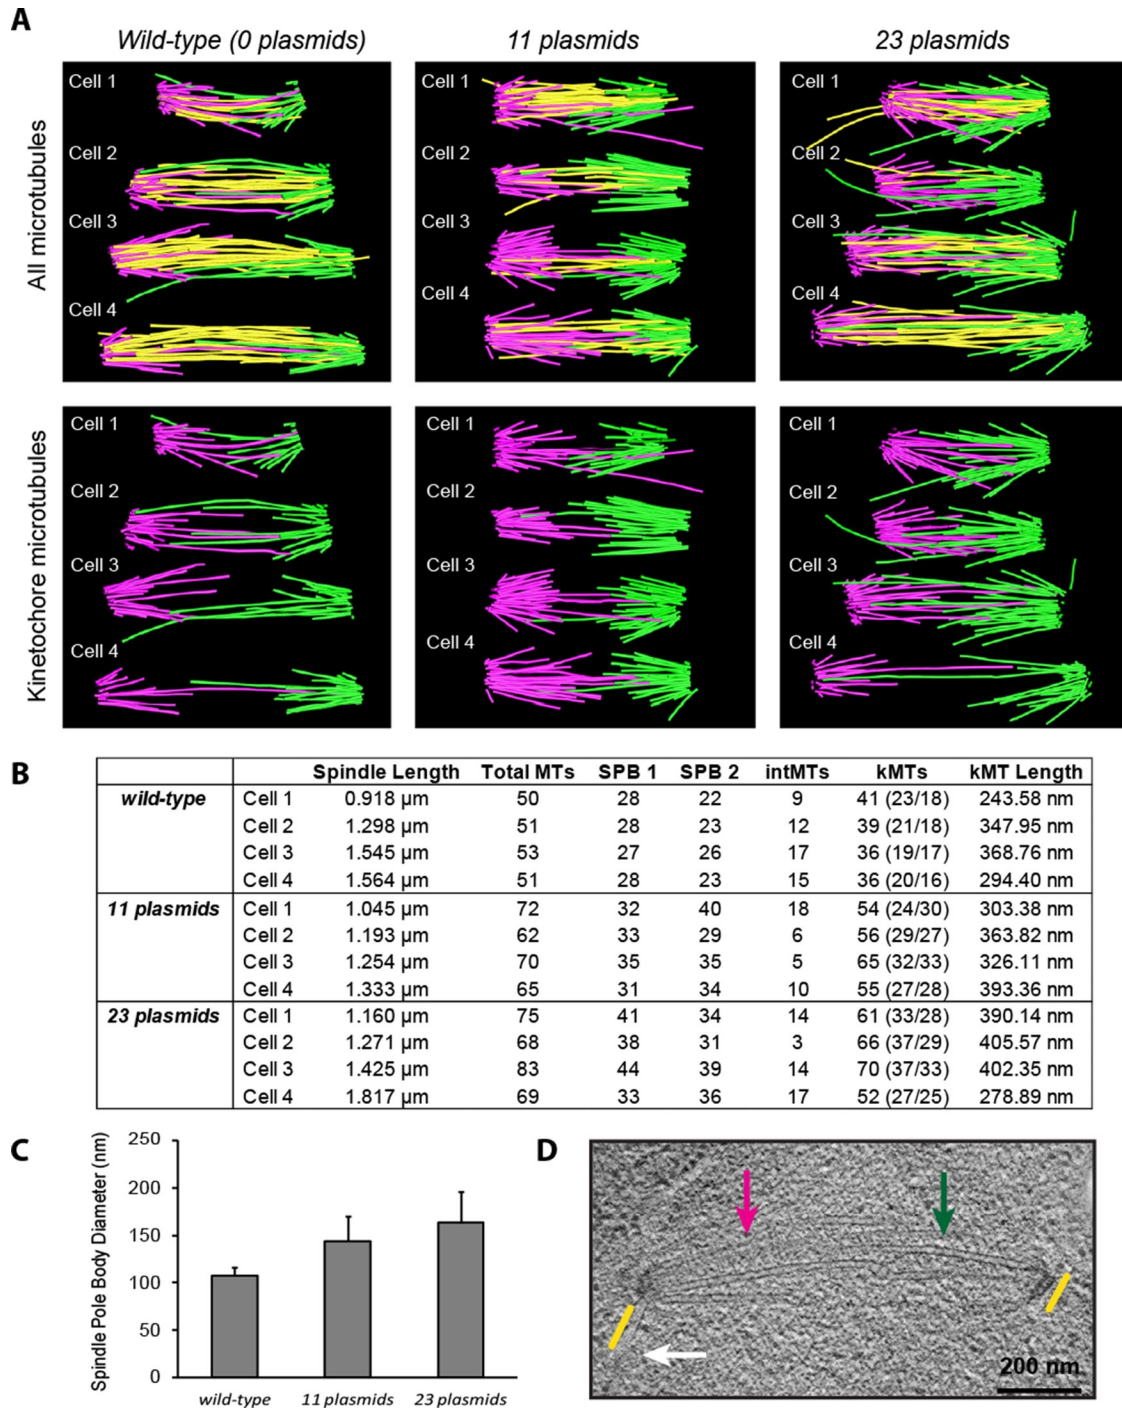 A
Wild-type (0 plasmids) 11 plasmids 23 plasmids
All microtubules
Cell 1 Cell 1 Cell 1
Cell 2 Cell 2 Cell 2
Cell 3 Cell 3 Cell 3
Cell 4 Cell 4 Cell 4
Kinetochore microtubules
Cell 1 Cell 1 Cell 1
Cell 2 Cell 2 Cell 2
Cell 3 Cell 3 Cell 3
Cell 4 Cell 4 Cell 4
B
Spindle Length Total MTs SPB 1 SPB 2 intMTs kMTs kMT Length
wild-type Cell 1 0.918 µm 50 28 22 9 41 (23/18) 243.58 nm
Cell 2 1.298 µm 51 28 23 12 39 (21/18) 347.95 nm
Cell 3 1.545 µm 53 27 26 17 36 (19/17) 368.76 nm
Cell 4 1.564 µm 51 28 23 15 36 (20/16) 294.40 nm
11 plasmids Cell 1 1.045 µm 72 32 40 18 54 (24/30) 303.38 nm
Cell 2 1.193 µm 62 33 29 6 56 (29/27) 363.82 nm
Cell 3 1.254 µm 70 35 35 5 65 (32/33) 326.11 nm
Cell 4 1.333 µm 65 31 34 10 55 (27/28) 393.36 nm
23 plasmids Cell 1 1.160 µm 75 41 34 14 61 (33/28) 390.14 nm
Cell 2 1.271 µm 68 38 31 3 66 (37/29) 405.57 nm
Cell 3 1.425 µm 83 44 39 14 70 (37/33) 402.35 nm
Cell 4 1.817 µm 69 33 36 17 52 (27/25) 278.89 nm
C
Spindle Pole Body Diameter (nm)
250
200
150
100
50
0
wild-type 11 plasmids 23 plasmids
D
200 nm